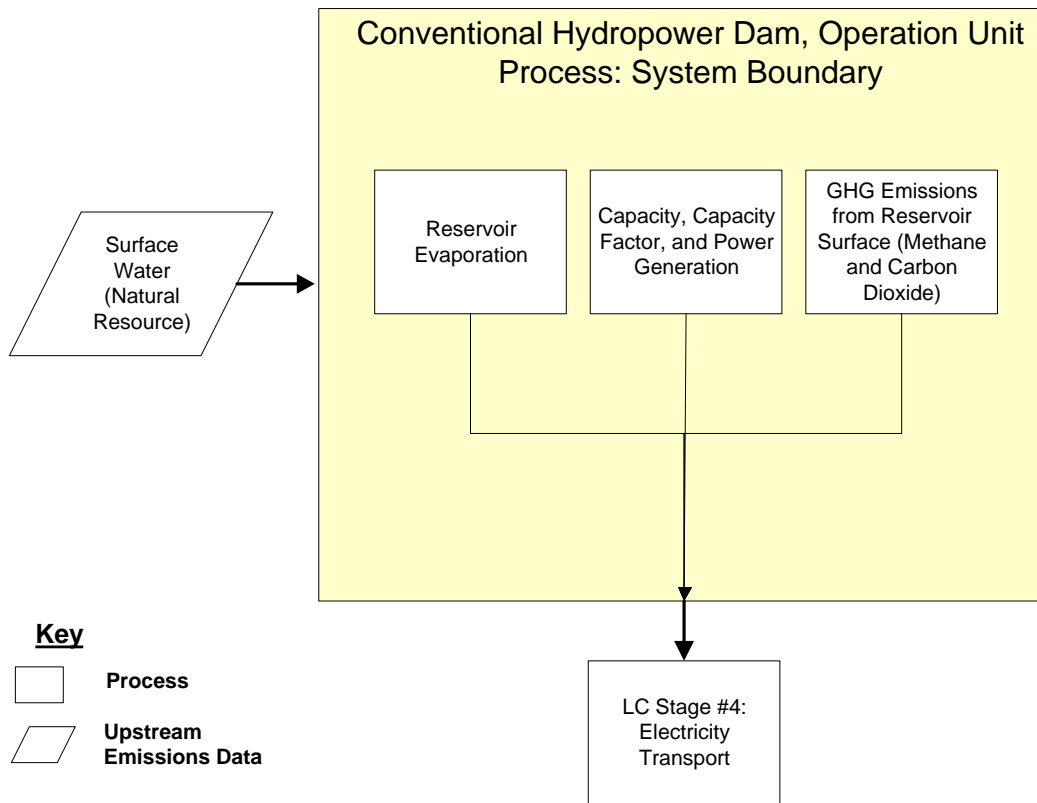 Conventional Hydropower Dam, Operation Unit
Process: System Boundary
Surface
Water
(Natural
Resource)
Reservoir
Evaporation
Capacity, Capacity
Factor, and Power
Generation
GHG Emissions
from Reservoir
Surface (Methane
and Carbon
Dioxide)
Key
Process
Upstream
Emissions Data
LC Stage #4:
Electricity
Transport